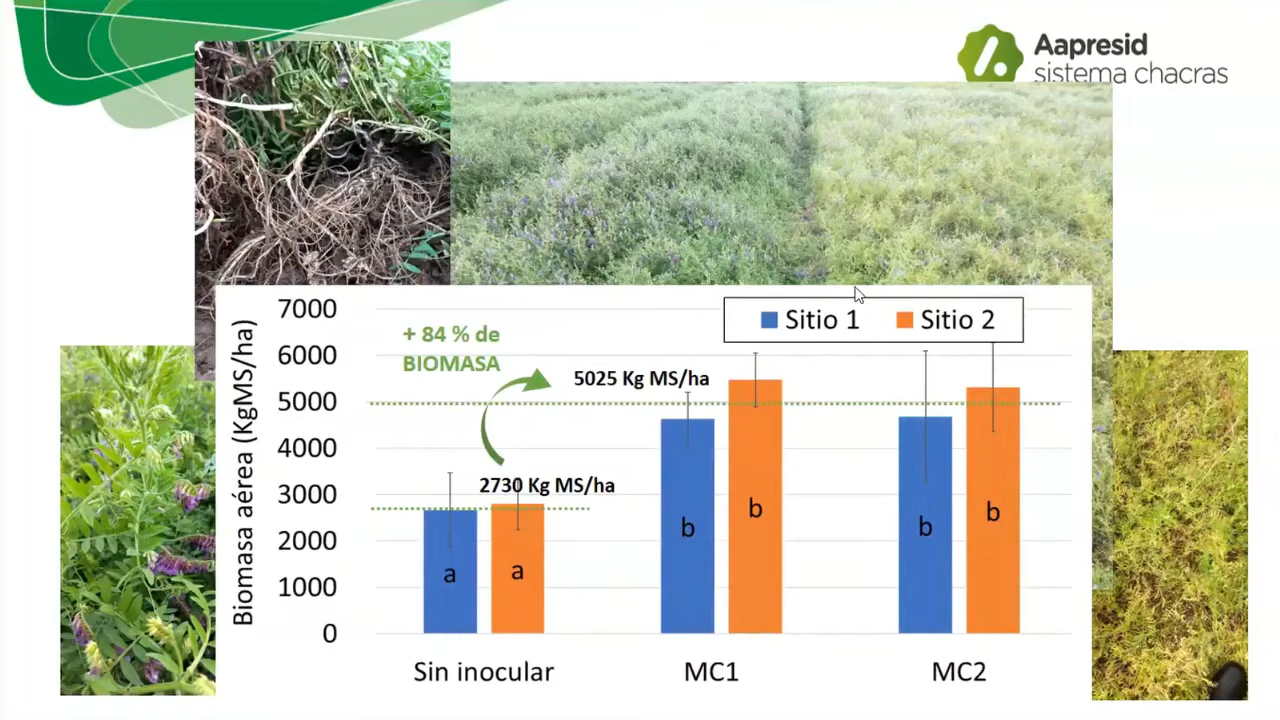 Aapresid
sistema chacras
Biomasa aérea (KgMS/ha)
7000
6000
5000
4000
3000
2000
1000
0
+ 84 % de
BIOMASA
Sitio 1
Sitio 2
5025 Kg MS/ha
2730 Kg MS/ha
a
a
b
b
b
b
Sin inocular
MC1
MC2